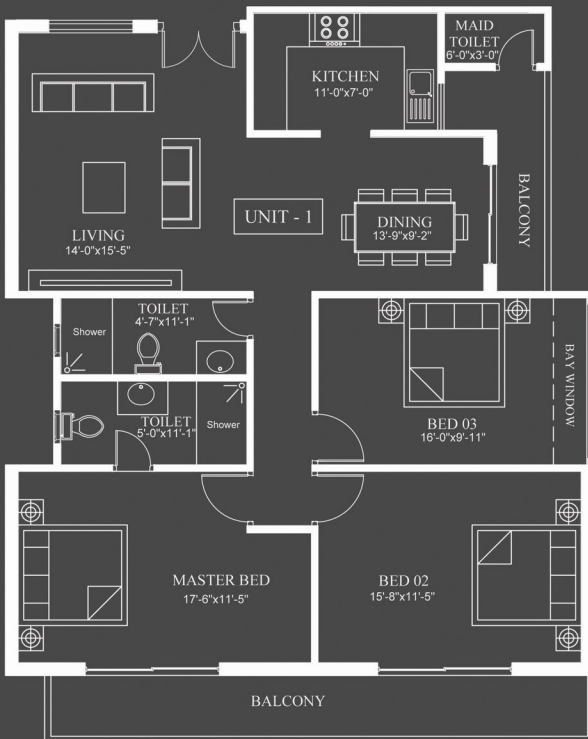 MAID
TOILET
6'-0"x3'-0"
KITCHEN
11'-0"x7'-0"
BALCONY
UNIT - 1
DINING
13'-9"x9'-2"
LIVING
14'-0"x15'-5"
TOILET
4'-7"x11'-1"
Shower
TOILET
5'-0"x11'-1"
Shower
BED 03
16'-0"x9'-11"
BAY WINDOW
MASTER BED
17'-6"x11'-5"
BED 02
15'-8"x11'-5"
BALCONY